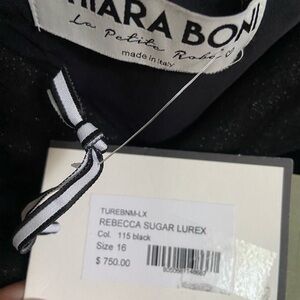 HIARA BONI
La Petite Robe
made in Italy
TUREBNM-LX
REBECCA SUGAR LUREX
Col. 115 black
Size 16
$ 750.00